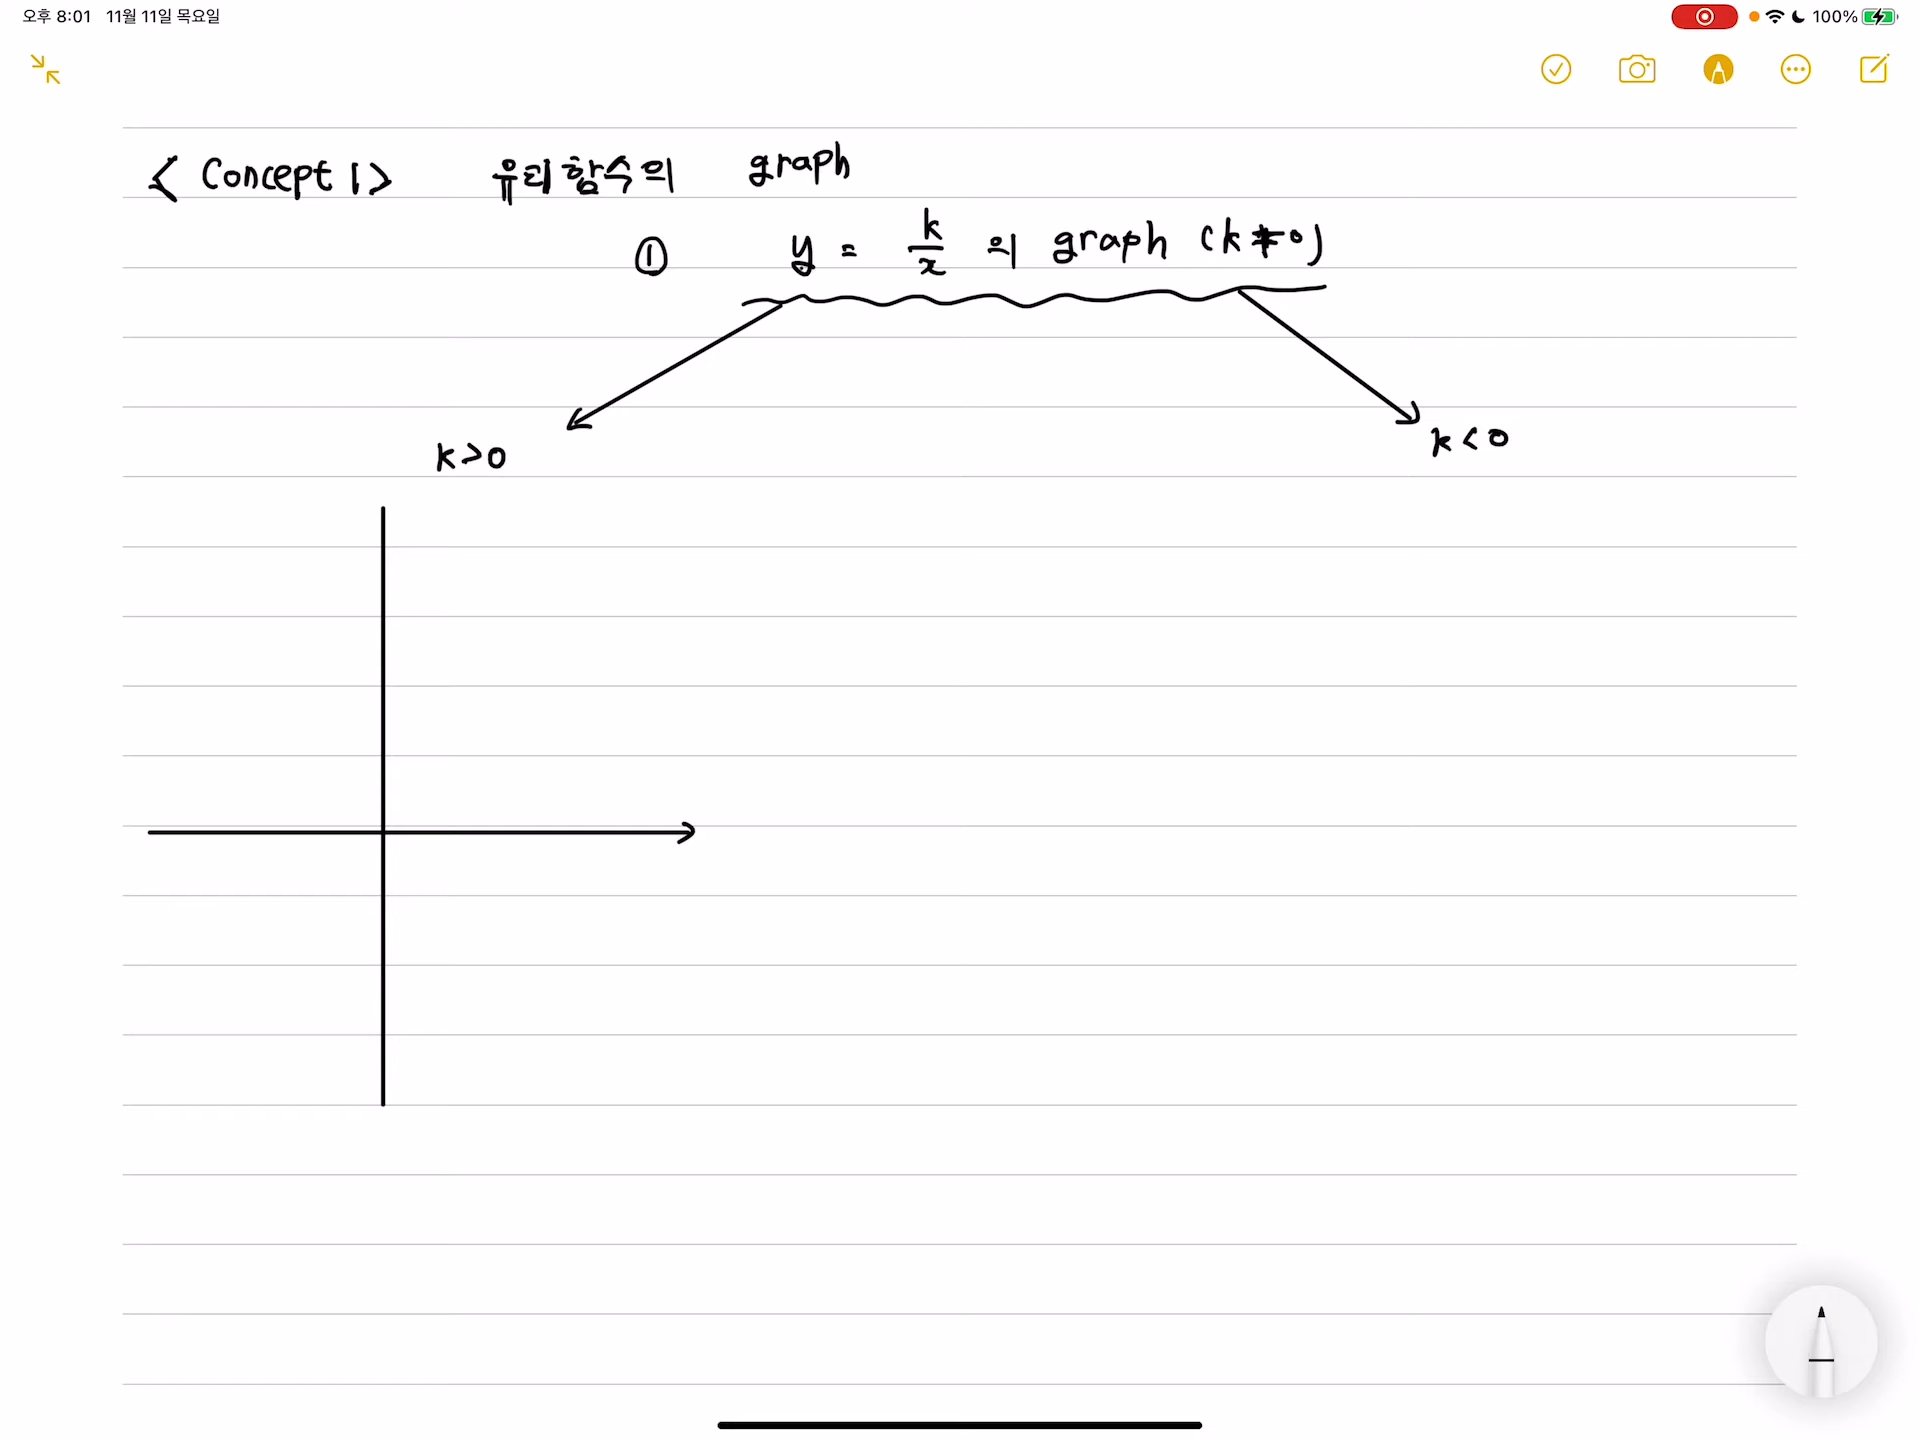 오후 8:01 11월 11일 목요일
100%
< Concept 1> 유리함수의 graph
① y = k/x 의 graph (k≠0)
k>0
k<0